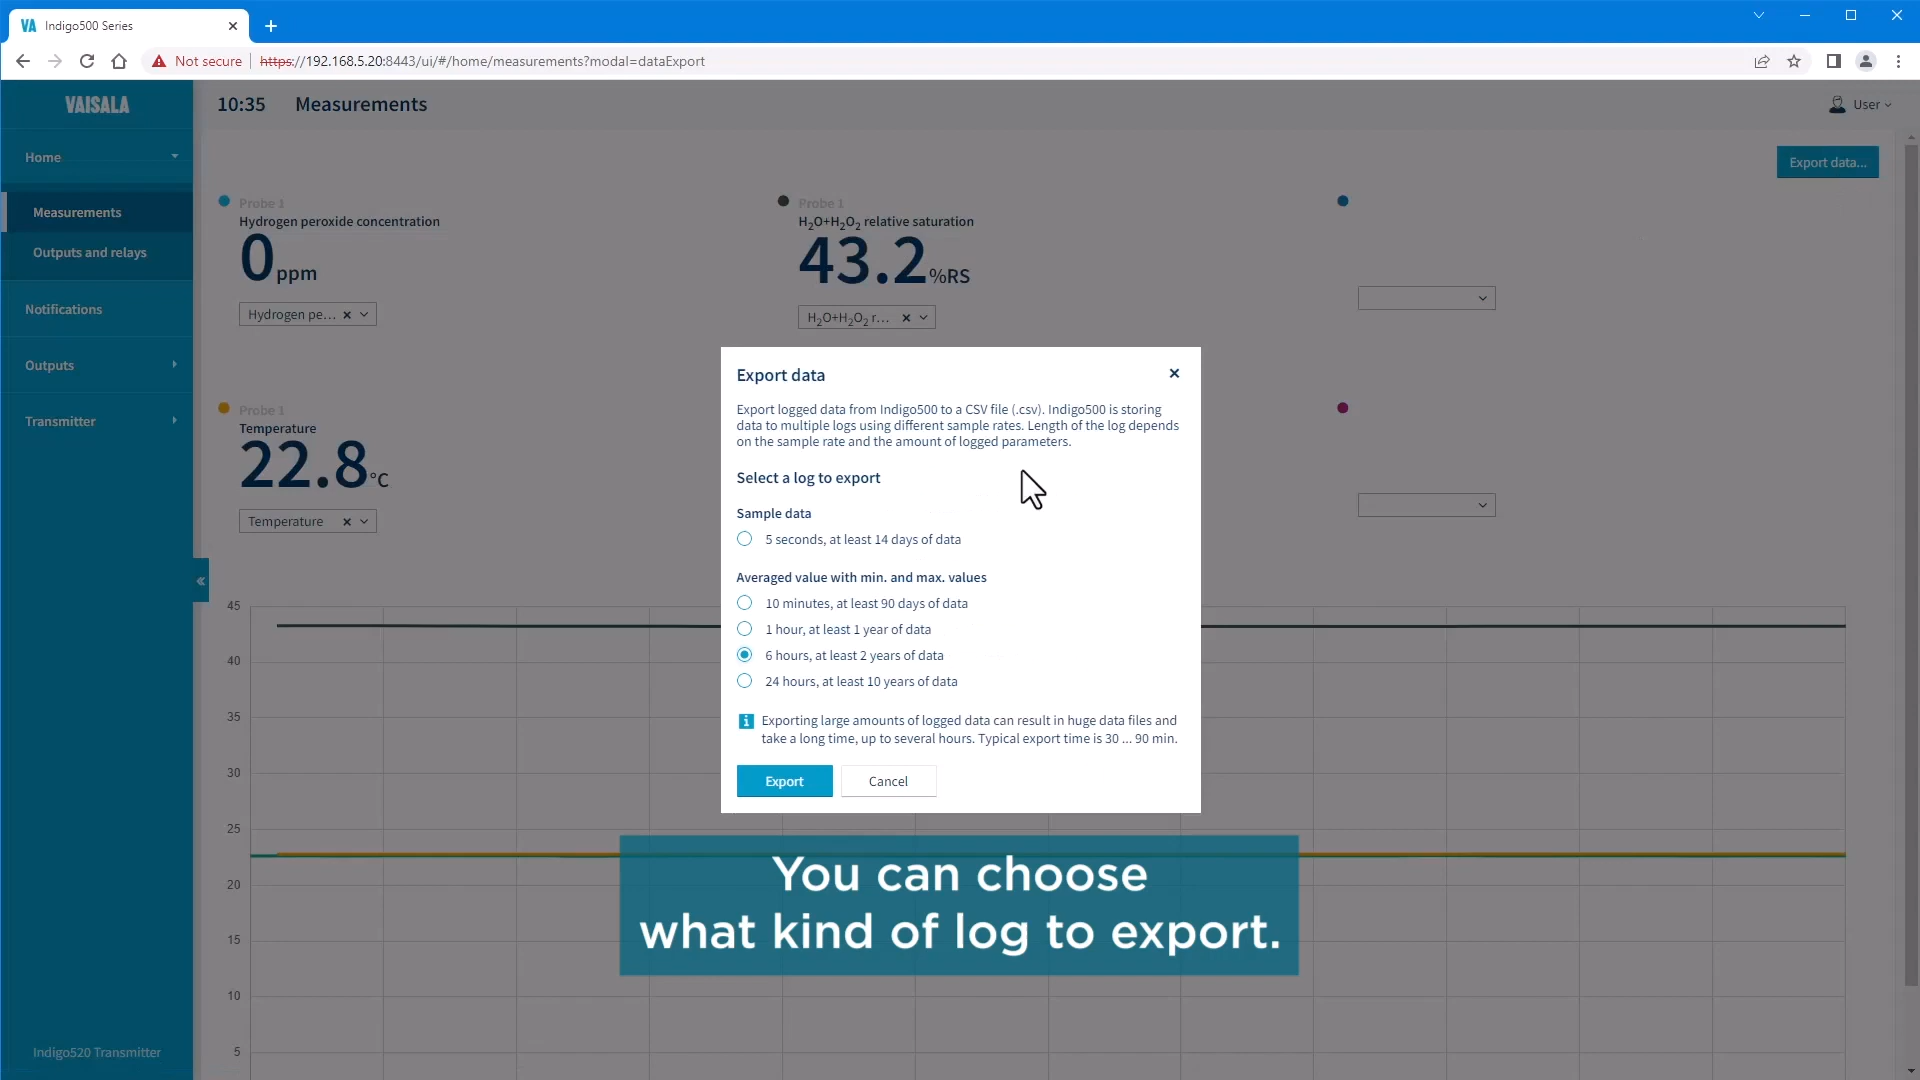 VA Indigo500 Series
Not secure https://192.168.5.20:8443/ui/#/home/measurements?modal=dataExport
VAISALA
10:35 Measurements
User
Home
Measurements
Outputs and relays
Notifications
Outputs
Transmitter
Indigo520 Transmitter
Export data...
Probe 1
Hydrogen peroxide concentration
0 ppm
Hydrogen pe...
Probe 1
H₂O+H₂O₂ relative saturation
43.2 %RS
H₂O+H₂O₂ r...
Probe 1
Temperature
22.8 °C
Temperature
Export data
Export logged data from Indigo500 to a CSV file (.csv). Indigo500 is storing
data to multiple logs using different sample rates. Length of the log depends
on the sample rate and the amount of logged parameters.
Select a log to export
Sample data
5 seconds, at least 14 days of data
Averaged value with min. and max. values
10 minutes, at least 90 days of data
1 hour, at least 1 year of data
6 hours, at least 2 years of data
24 hours, at least 10 years of data
i Exporting large amounts of logged data can result in huge data files and
take a long time, up to several hours. Typical export time is 30 ... 90 min.
Export Cancel
45
40
35
30
25
20
15
10
5
You can choose
what kind of log to export.